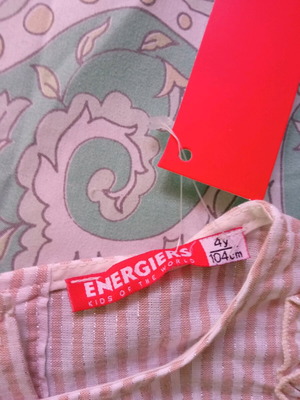 ENERGIERS
KIDS OF THE WORLD
4y
104cm